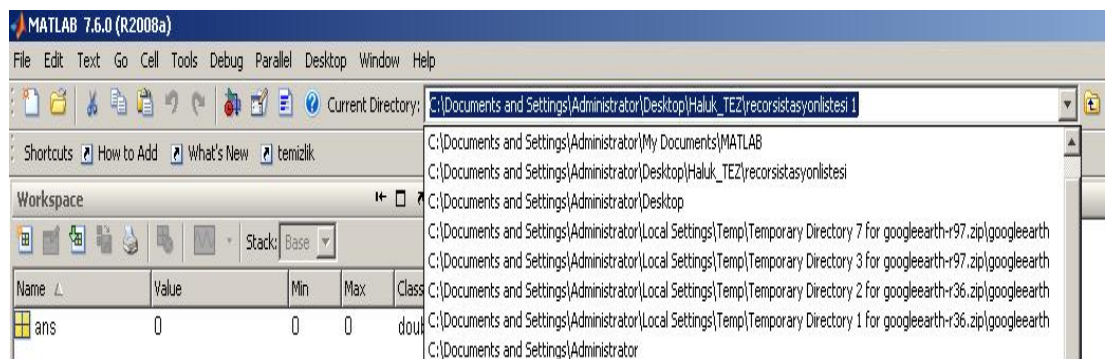 MATLAB 7.6.0 (R2008a)
File Edit Text Go Cell Tools Debug Parallel Desktop Window Help
Current Directory: C:\Documents and Settings\Administrator\Desktop\Haluk_TEZ\recorsistasyonlistesi 1
C:\Documents and Settings\Administrator\My Documents\MATLAB
C:\Documents and Settings\Administrator\Desktop\Haluk_TEZ\recorsistasyonlistesi
C:\Documents and Settings\Administrator\Desktop
C:\Documents and Settings\Administrator\Local Settings\Temp\Temporary Directory 7 for googleearth-r97.zip\googleearth
C:\Documents and Settings\Administrator\Local Settings\Temp\Temporary Directory 3 for googleearth-r97.zip\googleearth
C:\Documents and Settings\Administrator\Local Settings\Temp\Temporary Directory 2 for googleearth-r36.zip\googleearth
C:\Documents and Settings\Administrator\Local Settings\Temp\Temporary Directory 1 for googleearth-r36.zip\googleearth
C:\Documents and Settings\Administrator
Shortcuts How to Add What's New temizlik
Workspace
Stack: Base
Name Value Min Max Class
ans 0 0 0 doub